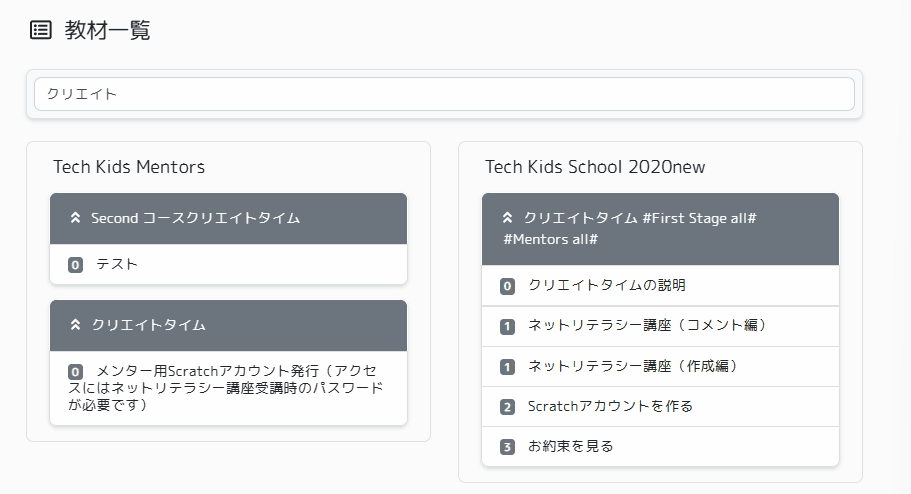 教材一覧
クリエイト
Tech Kids Mentors
Second コースクリエイトタイム
0 テスト
クリエイトタイム
0 メンター用Scratchアカウント発行（アクセ
スにはネットリテラシー講座受講時のパスワード
が必要です）
Tech Kids School 2020new
クリエイトタイム #First Stage all#
#Mentors all#
0 クリエイトタイムの説明
1 ネットリテラシー講座（コメント編）
1 ネットリテラシー講座（作成編）
2 Scratchアカウントを作る
3 お約束を見る